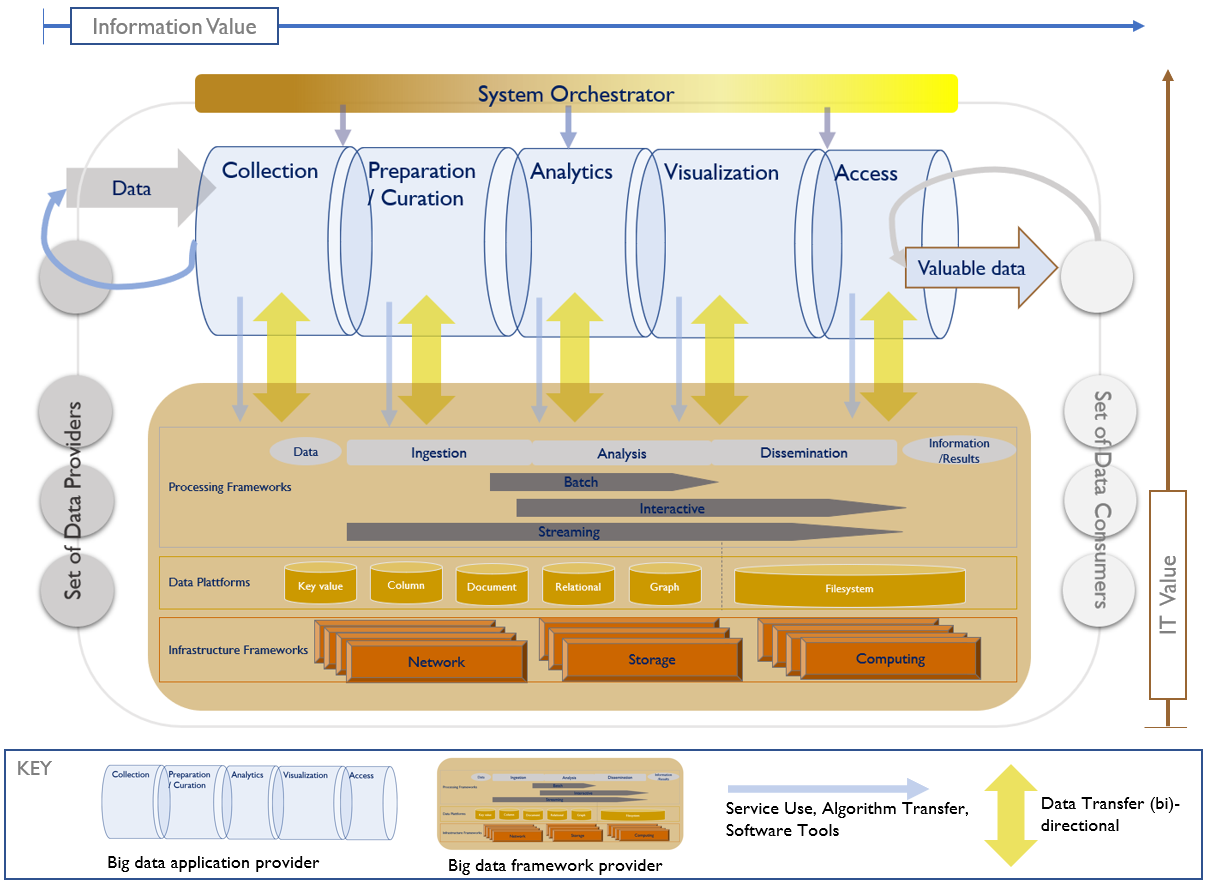 Information Value
System Orchestrator
Collection
Preparation
/ Curation
Analytics
Visualization
Access
Data
Valuable data
Set of Data Providers
Set of Data Consumers
IT Value
Data
Ingestion
Analysis
Dissemination
Information
/Results
Processing Frameworks
Batch
Interactive
Streaming
Data Plattforms
Key value
Column
Document
Relational
Graph
Filesystem
Infrastructure Frameworks
Network
Storage
Computing
KEY
Collection
Preparation
/ Curation
Analytics
Visualization
Access
Big data application provider
Data
Ingestion
Analysis
Dissemination
Information
Results
Processing Frameworks
Batch
Interactive
Streaming
Data Plattforms
Key value
Column
Document
Relational
Graph
Filesystem
Infrastructure Frameworks
Network
Storage
Computing
Big data framework provider
Service Use, Algorithm Transfer,
Software Tools
Data Transfer (bi)-
directional